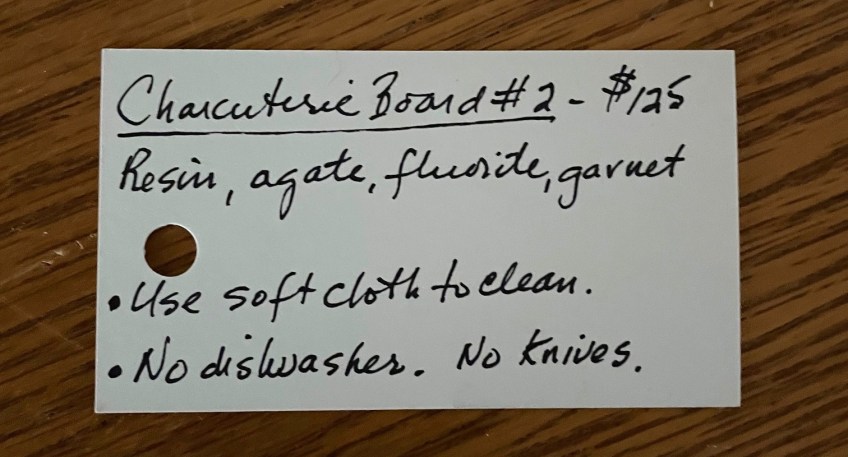 Charcuterie Board #2 - $125
Resin, agate, fluorite, garnet
• Use soft cloth to clean.
• No dishwasher. No Knives.